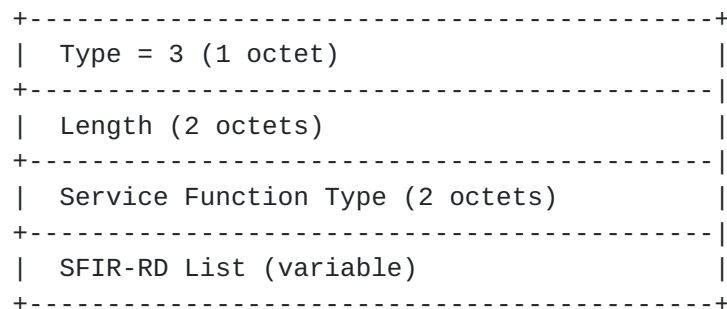 +--------------------------------------------+
|  Type = 3 (1 octet)                        |
+--------------------------------------------|
|  Length (2 octets)                         |
+--------------------------------------------|
|  Service Function Type (2 octets)          |
+--------------------------------------------|
|  SFIR-RD List (variable)                   |
+--------------------------------------------+